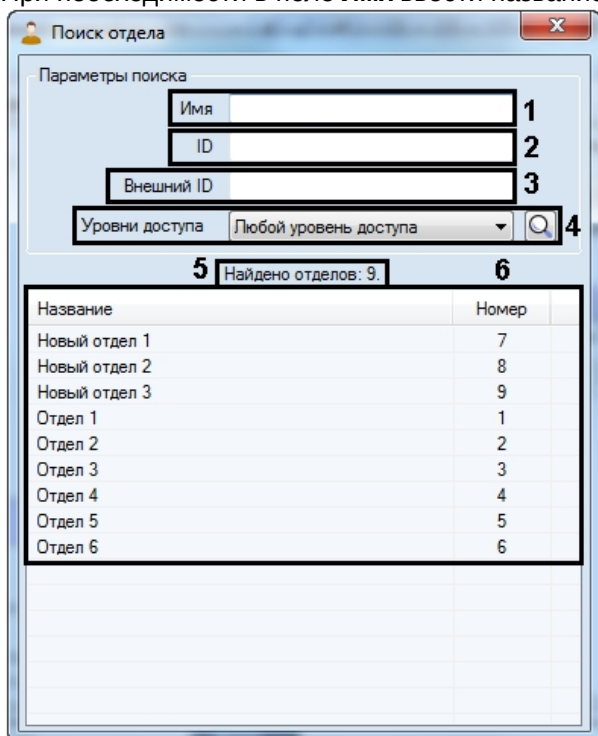 Поиск отдела
Параметры поиска
Имя 1
ID 2
Внешний ID 3
Уровни доступа Любой уровень доступа 4
5 Найдено отделов: 9. 6
Название Номер
Новый отдел 1 7
Новый отдел 2 8
Новый отдел 3 9
Отдел 1 1
Отдел 2 2
Отдел 3 3
Отдел 4 4
Отдел 5 5
Отдел 6 6